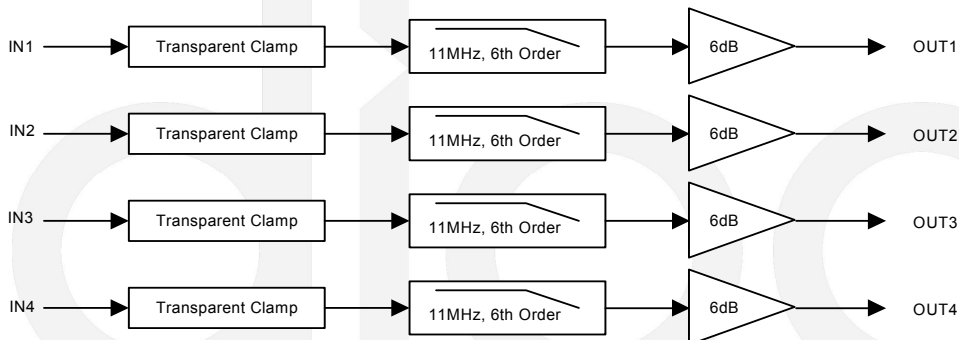 IN1 Transparent Clamp 11MHz, 6th Order 6dB OUT1
IN2 Transparent Clamp 11MHz, 6th Order 6dB OUT2
IN3 Transparent Clamp 11MHz, 6th Order 6dB OUT3
IN4 Transparent Clamp 11MHz, 6th Order 6dB OUT4